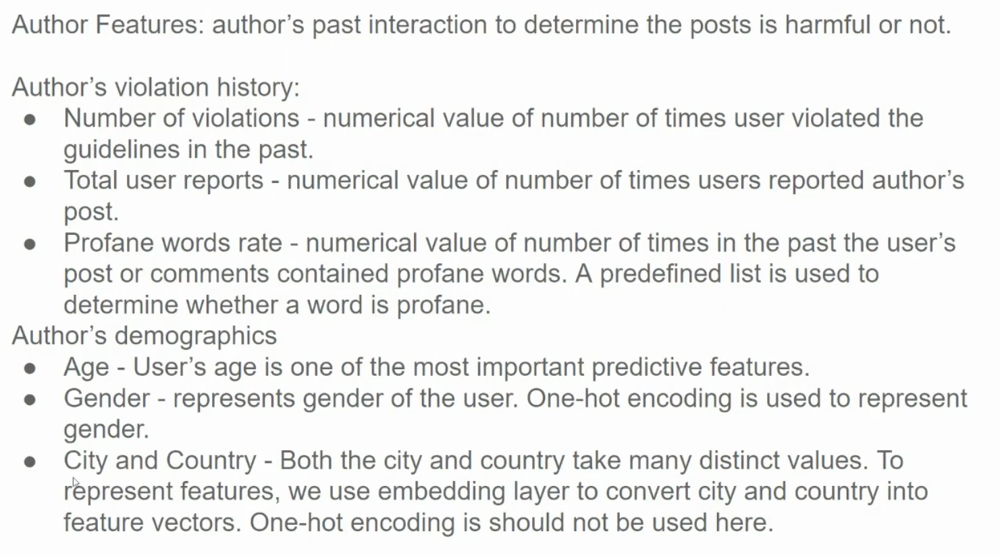 Author Features: author's past interaction to determine the posts is harmful or not.
Author's violation history:
● Number of violations - numerical value of number of times user violated the
guidelines in the past.
● Total user reports - numerical value of number of times users reported author's
post.
● Profane words rate - numerical value of number of times in the past the user's
post or comments contained profane words. A predefined list is used to
determine whether a word is profane.
Author's demographics
● Age - User's age is one of the most important predictive features.
● Gender - represents gender of the user. One-hot encoding is used to represent
gender.
● City and Country - Both the city and country take many distinct values. To
represent features, we use embedding layer to convert city and country into
feature vectors. One-hot encoding is should not be used here.